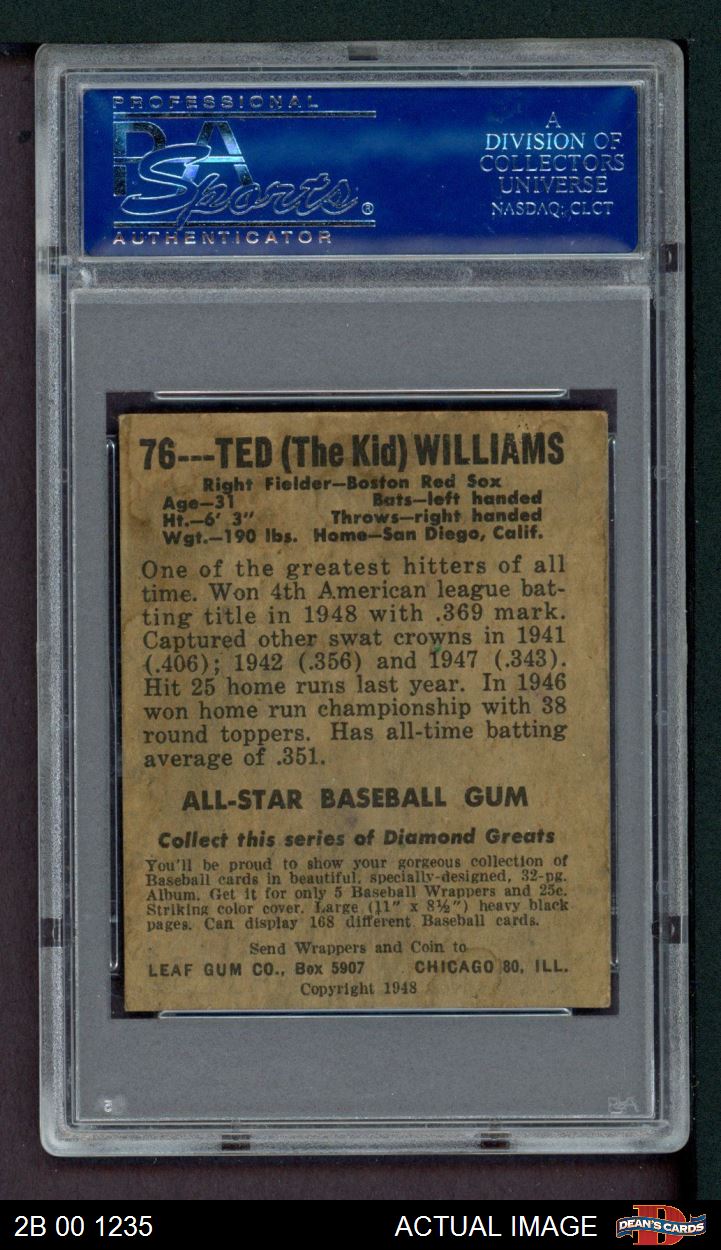 PROFESSIONAL
PSA
Sports®
AUTHENTICATOR
A
DIVISION OF
COLLECTORS
UNIVERSE
NASDAQ: CLCT
76---TED (The Kid) WILLIAMS
Right Fielder—Boston Red Sox
Age—31 Bats—left handed
Ht.—6' 3" Throws—right handed
Wgt.—190 lbs. Home—San Diego, Calif.
One of the greatest hitters of all
time. Won 4th American league bat-
ting title in 1948 with .369 mark.
Captured other swat crowns in 1941
(.406); 1942 (.356) and 1947 (.343).
Hit 25 home runs last year. In 1946
won home run championship with 38
round toppers. Has all-time batting
average of .351.
ALL-STAR BASEBALL GUM
Collect this series of Diamond Greats
You'll be proud to show your gorgeous collection of
Baseball cards in beautiful, specially-designed, 32-pg.
Album. Get it for only 5 Baseball Wrappers and 25c.
Striking color cover. Large (11" x 8½") heavy black
pages. Can display 168 different Baseball cards.
Send Wrappers and Coin to
LEAF GUM CO., Box 5907 CHICAGO 80, ILL.
Copyright 1948
PSA
2B 00 1235 ACTUAL IMAGE DEAN'S CARDS